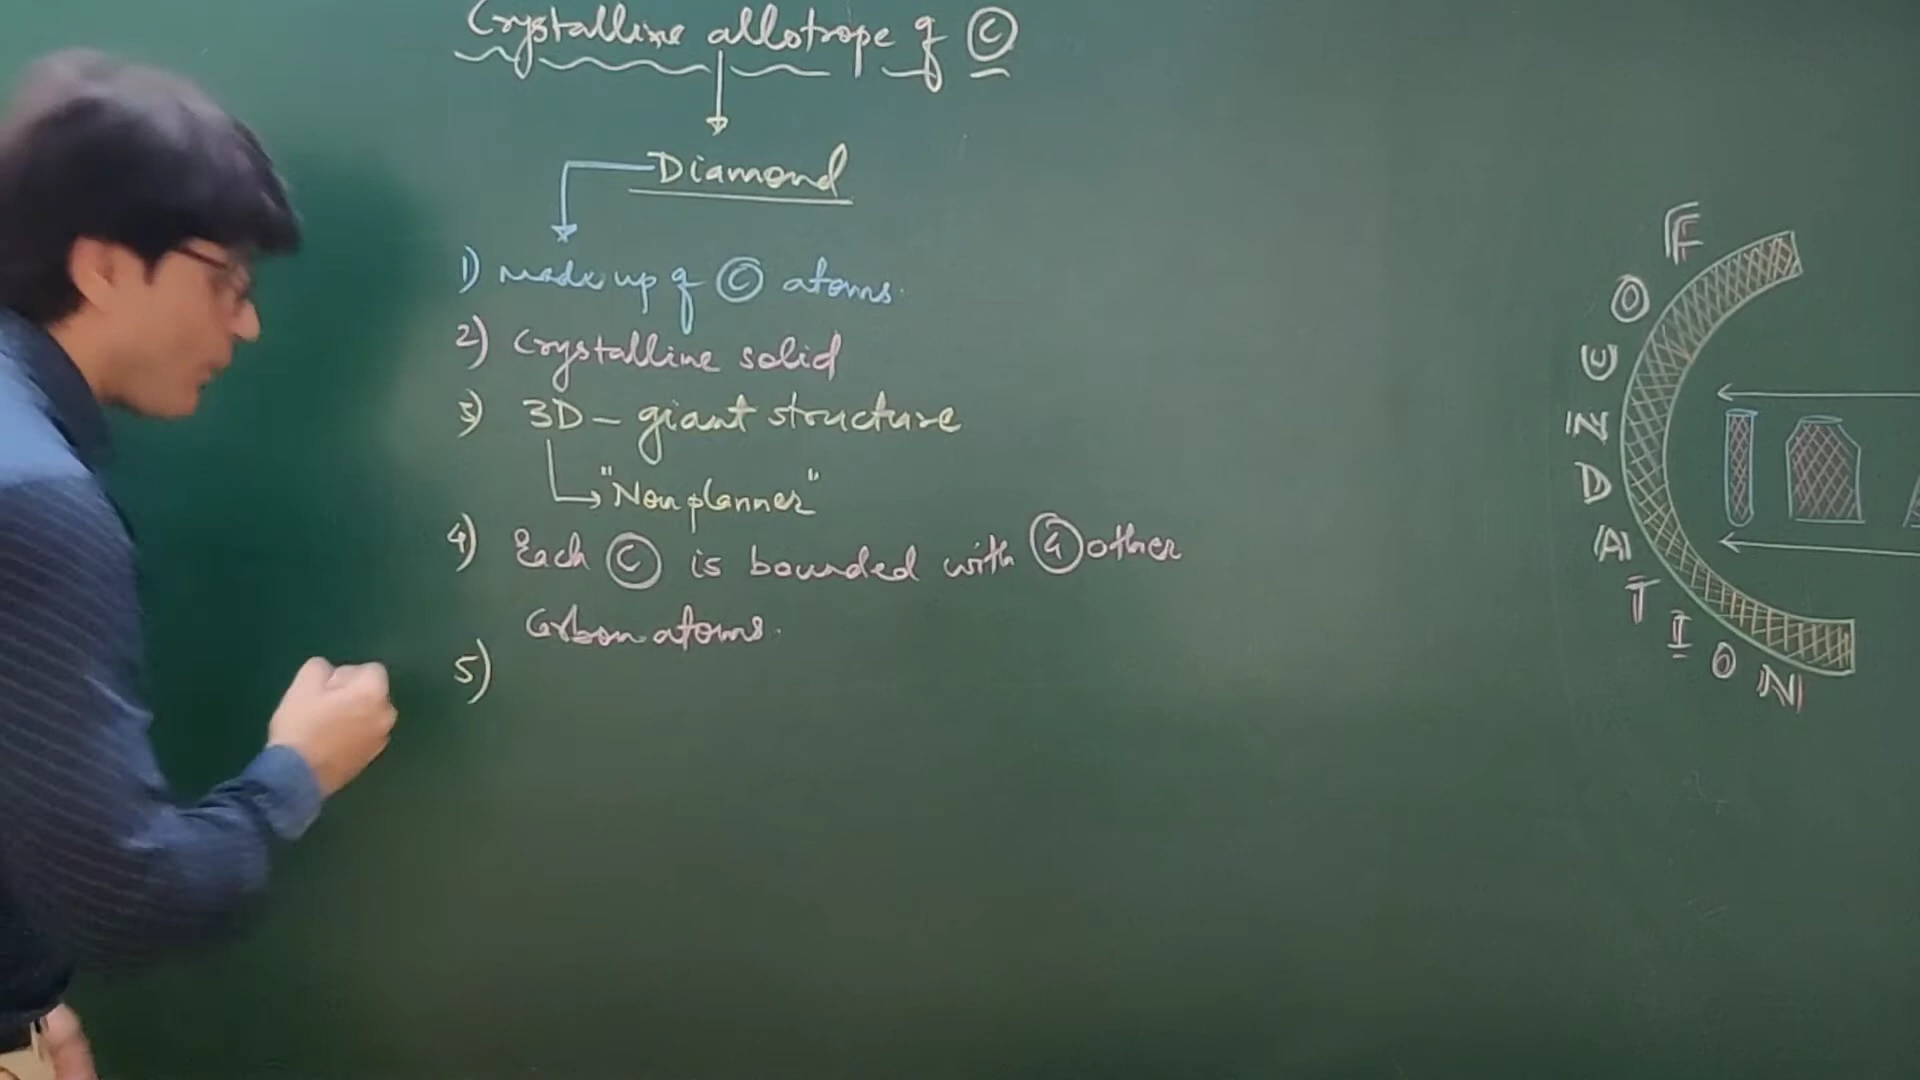 Crystalline allotrope of C
Diamond
1) made up of C atoms.
2) Crystalline solid
3) 3D - giant structure
"Non planner"
4) Each C is bounded with 4 other
Carbon atoms.
5)
FOUNDATION